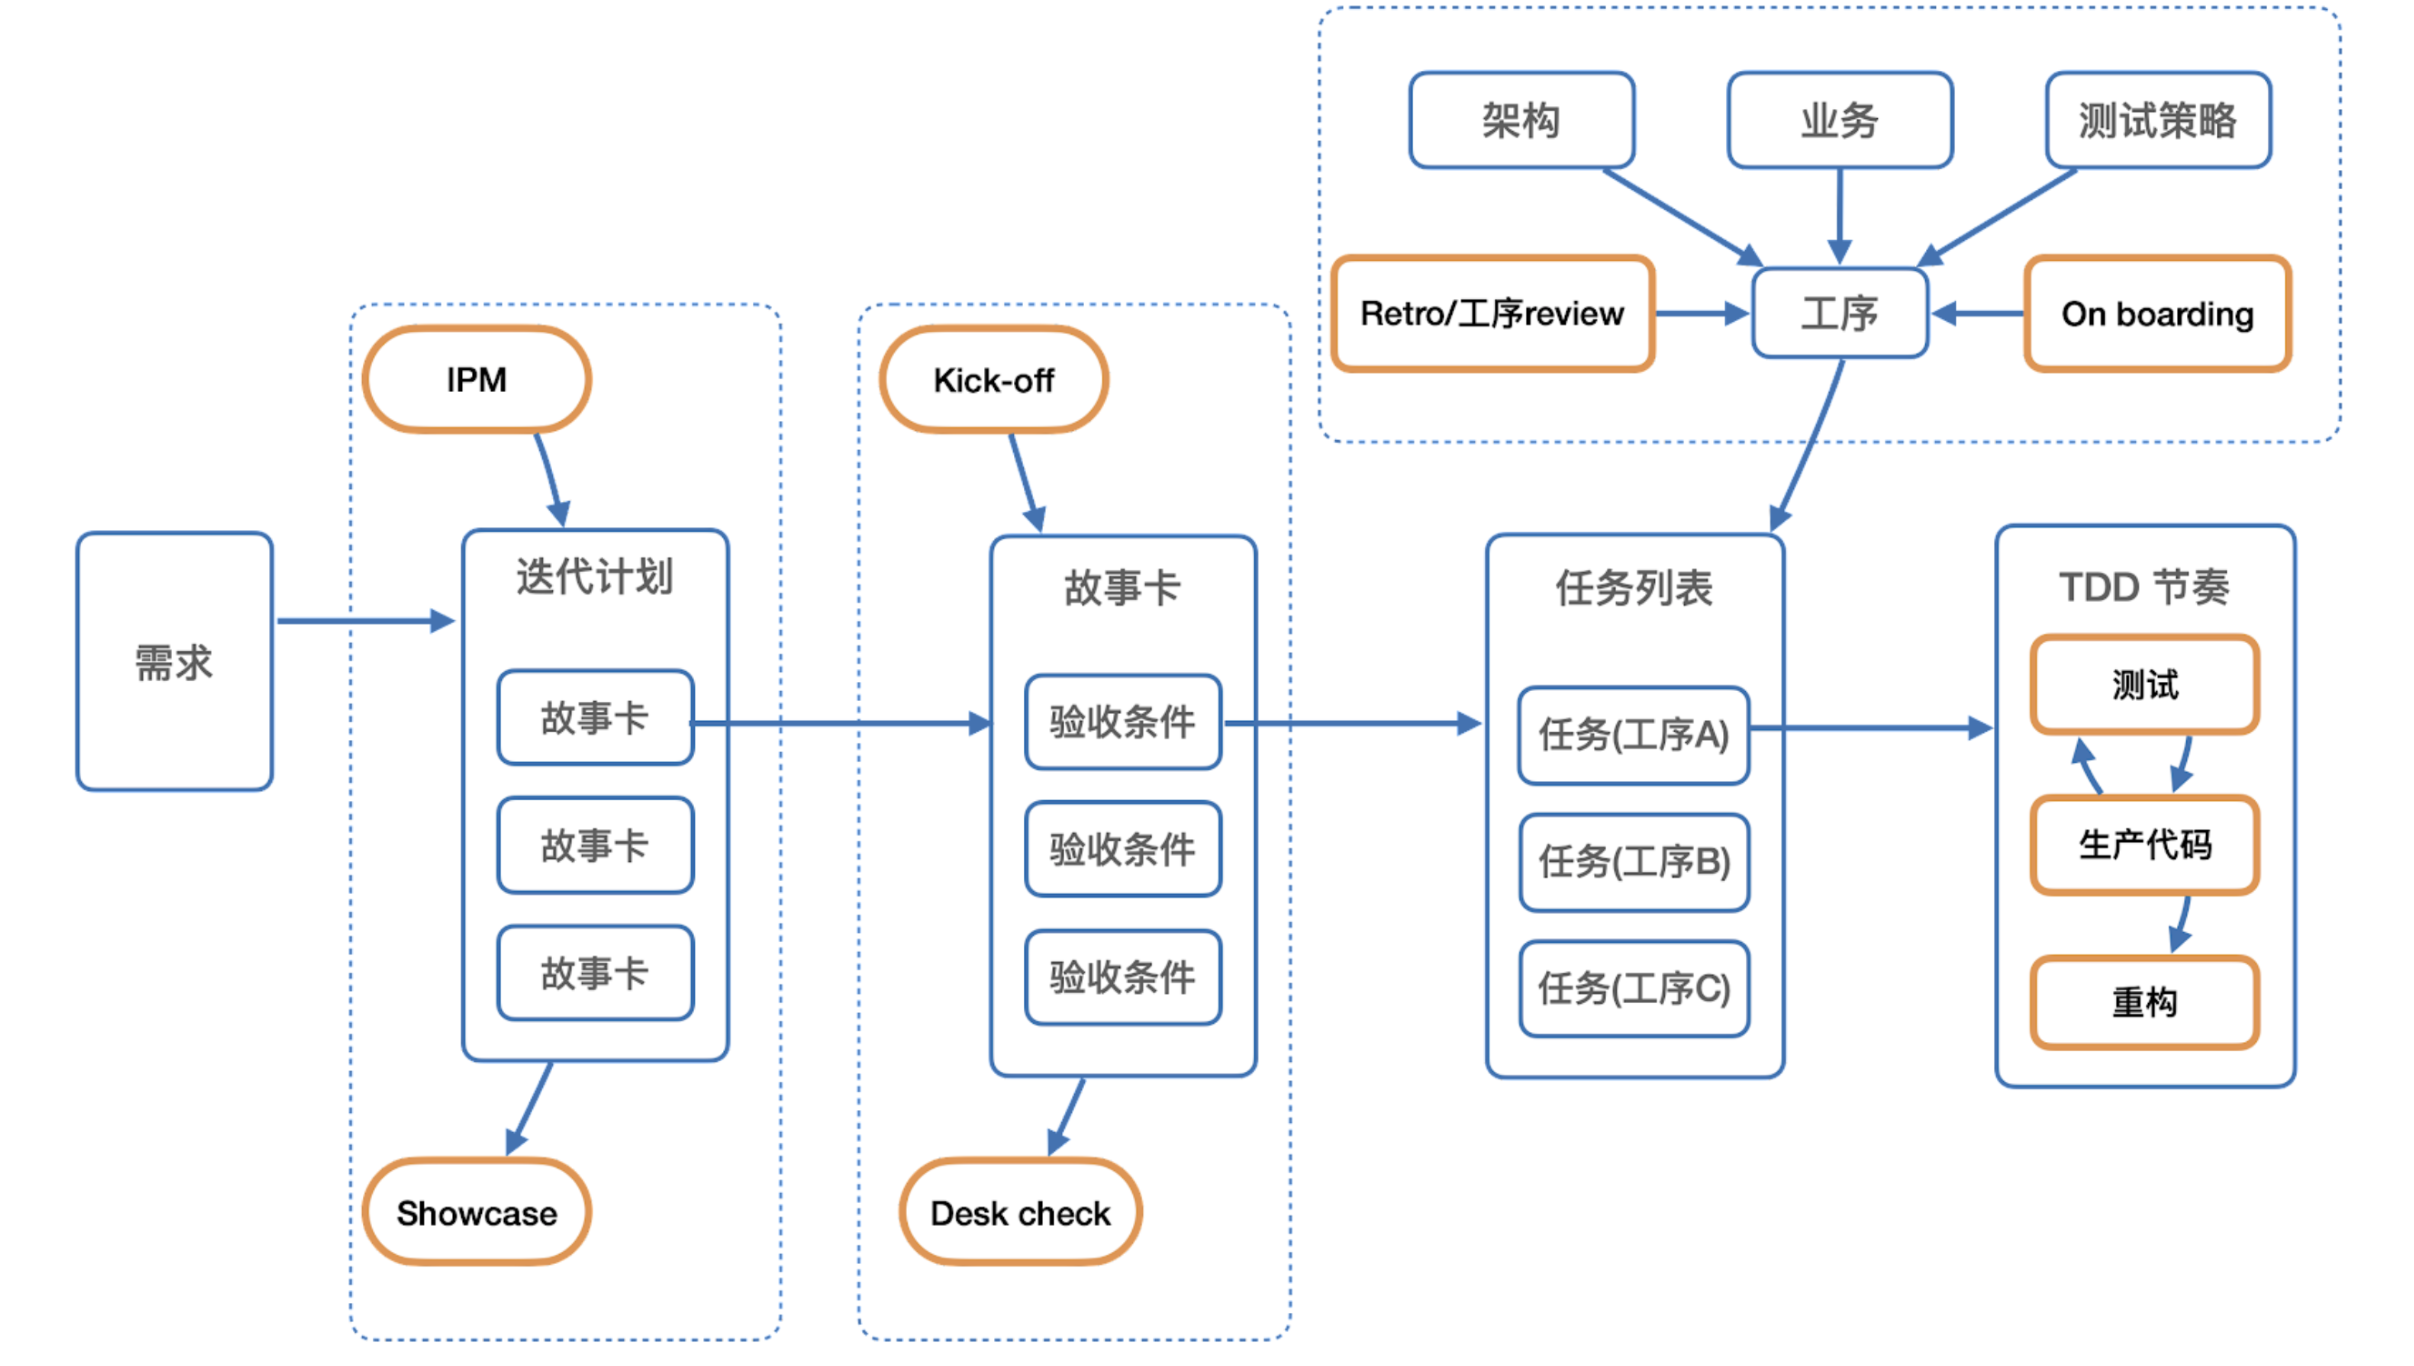 架构
业务
测试策略
Retro/工序review
工序
On boarding
IPM
Kick-off
需求
迭代计划
故事卡
故事卡
故事卡
Showcase
故事卡
验收条件
验收条件
验收条件
Desk check
任务列表
任务(工序A)
任务(工序B)
任务(工序C)
TDD 节奏
测试
生产代码
重构